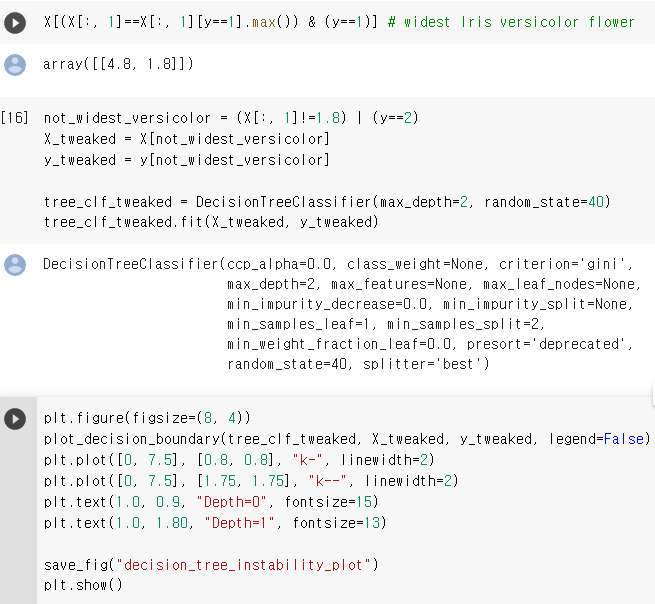 X[(X[:, 1]==X[:, 1][y==1].max()) & (y==1)] # widest Iris versicolor flower
array([[4.8, 1.8]])
[16] not_widest_versicolor = (X[:, 1]!=1.8) | (y==2)
X_tweaked = X[not_widest_versicolor]
y_tweaked = y[not_widest_versicolor]
tree_clf_tweaked = DecisionTreeClassifier(max_depth=2, random_state=40)
tree_clf_tweaked.fit(X_tweaked, y_tweaked)
DecisionTreeClassifier(ccp_alpha=0.0, class_weight=None, criterion='gini',
max_depth=2, max_features=None, max_leaf_nodes=None,
min_impurity_decrease=0.0, min_impurity_split=None,
min_samples_leaf=1, min_samples_split=2,
min_weight_fraction_leaf=0.0, presort='deprecated',
random_state=40, splitter='best')
plt.figure(figsize=(8, 4))
plot_decision_boundary(tree_clf_tweaked, X_tweaked, y_tweaked, legend=False)
plt.plot([0, 7.5], [0.8, 0.8], "k-", linewidth=2)
plt.plot([0, 7.5], [1.75, 1.75], "k--", linewidth=2)
plt.text(1.0, 0.9, "Depth=0", fontsize=15)
plt.text(1.0, 1.80, "Depth=1", fontsize=13)
save_fig("decision_tree_instability_plot")
plt.show()